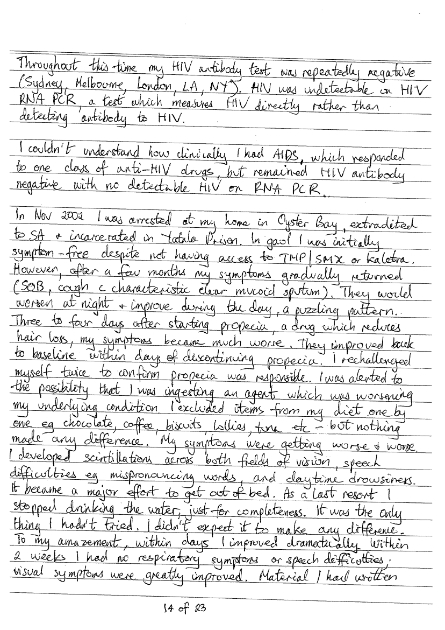 Throughout this time my HIV antibody test was repeatedly negative
(Sydney, Melbourne, London, LA, NY). HIV was undetectable on HIV
RNA PCR, a test which measures HIV directly rather than
detecting antibody to HIV.
I couldn't understand how clinically I had AIDS, which responded
to one class of anti-HIV drugs, but remained HIV antibody
negative with no detectable HIV on RNA PCR.
In Nov 2002 I was arrested at my home in Oyster Bay, extradited
to SA + incarcerated in Yatala Prison. In gaol I was initially
symptom-free despite not having access to TMP/SMX or kaletra.
However, after a few months my symptoms gradually returned
(SOB, cough c characteristic clear mucoid sputum). They would
worsen at night + improve during the day, a puzzling pattern.
Three to four days after starting propecia, a drug which reduces
hair loss, my symptoms became much worse. They improved back
to baseline within days of discontinuing propecia. I rechallenged
myself twice to confirm propecia was responsible. I was alerted to
the possibility that I was ingesting an agent which was worsening
my underlying condition. I excluded items from my diet one by
one eg chocolate, coffee, biscuits, lollies, tuna, etc - but nothing
made any difference. My symptoms were getting worse + worse.
I developed scintillations across both fields of vision, speech
difficulties eg mispronouncing words, and daytime drowsiness.
It became a major effort to get out of bed. As a last resort I
stopped drinking the water, just for completeness. It was the only
thing I hadn't tried. I didn't expect it to make any difference.
To my amazement, within days I improved dramatically. Within
2 weeks I had no respiratory symptoms or speech difficulties;
visual symptoms were greatly improved. Material I had written
14 of 23